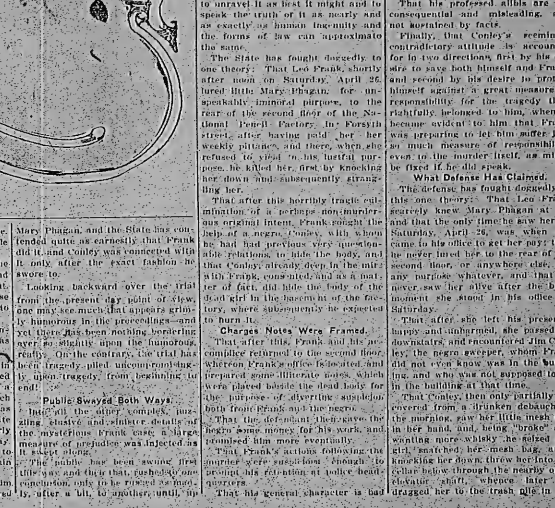 Mary Phagan, and the State has con-
tended quite as earnestly that Frank
did it and Conley was connected with
it only after the exact fashion he
swore to.
Looking backward over the trial
from the present day point of view,
one may see much that appears grim-
ly humorous in the proceedings—and
yet there has been nothing bordering
ever so slightly upon the humorous,
really. On the contrary, the trial has
been tragedy piled uncompromising-
ly upon tragedy from beginning to
end.
Public Swayed Both Ways.
Into all the other complex, puz-
zling, elusive and sinister details of
the mysterious Frank case a large
measure of prejudice was injected as
it swept along.
The public has been swung first
this way and then that, rushing to one
conclusion, only to be rushed as mad-
ly, after a bit, to another, until, up
to unravel it as best it might and to
speak the truth of it as nearly and
as exactly as human ingenuity and
the forms of law can approximate
the same.
The State has fought doggedly to
one theory: That Leo Frank, shortly
after noon on Saturday, April 26,
lured little Mary Phagan, for un-
speakably immoral purpose, to the
rear of the second floor of the Na-
tional Pencil Factory, in Forsyth
street, after having paid her her
weekly pittance, and there, when she
refused to yield to his lustful pur-
pose, he killed her, first by knocking
her down and subsequently strang-
ling her.
That after this horribly tragic cul-
mination of a perhaps non-murder-
ous original intent, Frank sought the
help of a negro, Conley, with whom
he had had previous very question-
able relations, to hide the body, and
that Conley, already deep in the mire
with Frank, consented, and as a mat-
ter of fact, did hide the body of the
dead girl in the basement of the fac-
tory, where subsequently he expected
to burn it.
Charges Notes Were Framed.
That after this, Frank and his ac-
complice returned to the second floor,
whereon Frank's office is located, and
prepared some illiterate notes, which
were placed beside the dead body for
the purpose of diverting suspicion
both from Frank and the negro.
That the defendant then gave the
negro some money for his work, and
promised him more eventually.
That Frank's actions following the
murder were suspicious enough to
prompt his retention at police head-
quarters.
That his general character is bad
That his professed alibis are
consequential and misleading,
not sustained by facts.
Finally, that Conley's seemin
contradictory attitude is accoun
for in two directions, first by his
sire to save both himself and Fra
and second by his desire to prot
himself against a great measure
responsibility for the tragedy t
rightfully belonged to him, when
became evident to him that Fra
was preparing to let him suffer j
so much measure of responsibil
even to the murder itself, as mi
be fixed if he did speak.
What Defense Has Claimed.
The defense has fought doggedly
this one theory: That Leo Fra
scarcely knew Mary Phagan at
and that the only time he saw her
Saturday, April 26, was when
came to his office to get her pay; t
he never lured her to the rear of
second floor, or anywhere else,
any purpose whatever, and that
never saw her alive after the b
moment she stood in his office
Saturday.
That after she left his presen
happy and unharmed, she passed
downstairs, and encountered Jim C
ley, the negro sweeper, whom Fra
did not even know was in the bu
ing, and who was not supposed to
in the building at that time.
That Conley, then only partially
covered from a drunken debauch
the morning, saw her little mesh
in her hand, and, being "broke"
wanting more whisky he seized
girl, snatched her mesh bag, a
knocking her down, threw her into
cellar below through the nearby o
elevator shaft, whence later
dragged her to the trash pile in